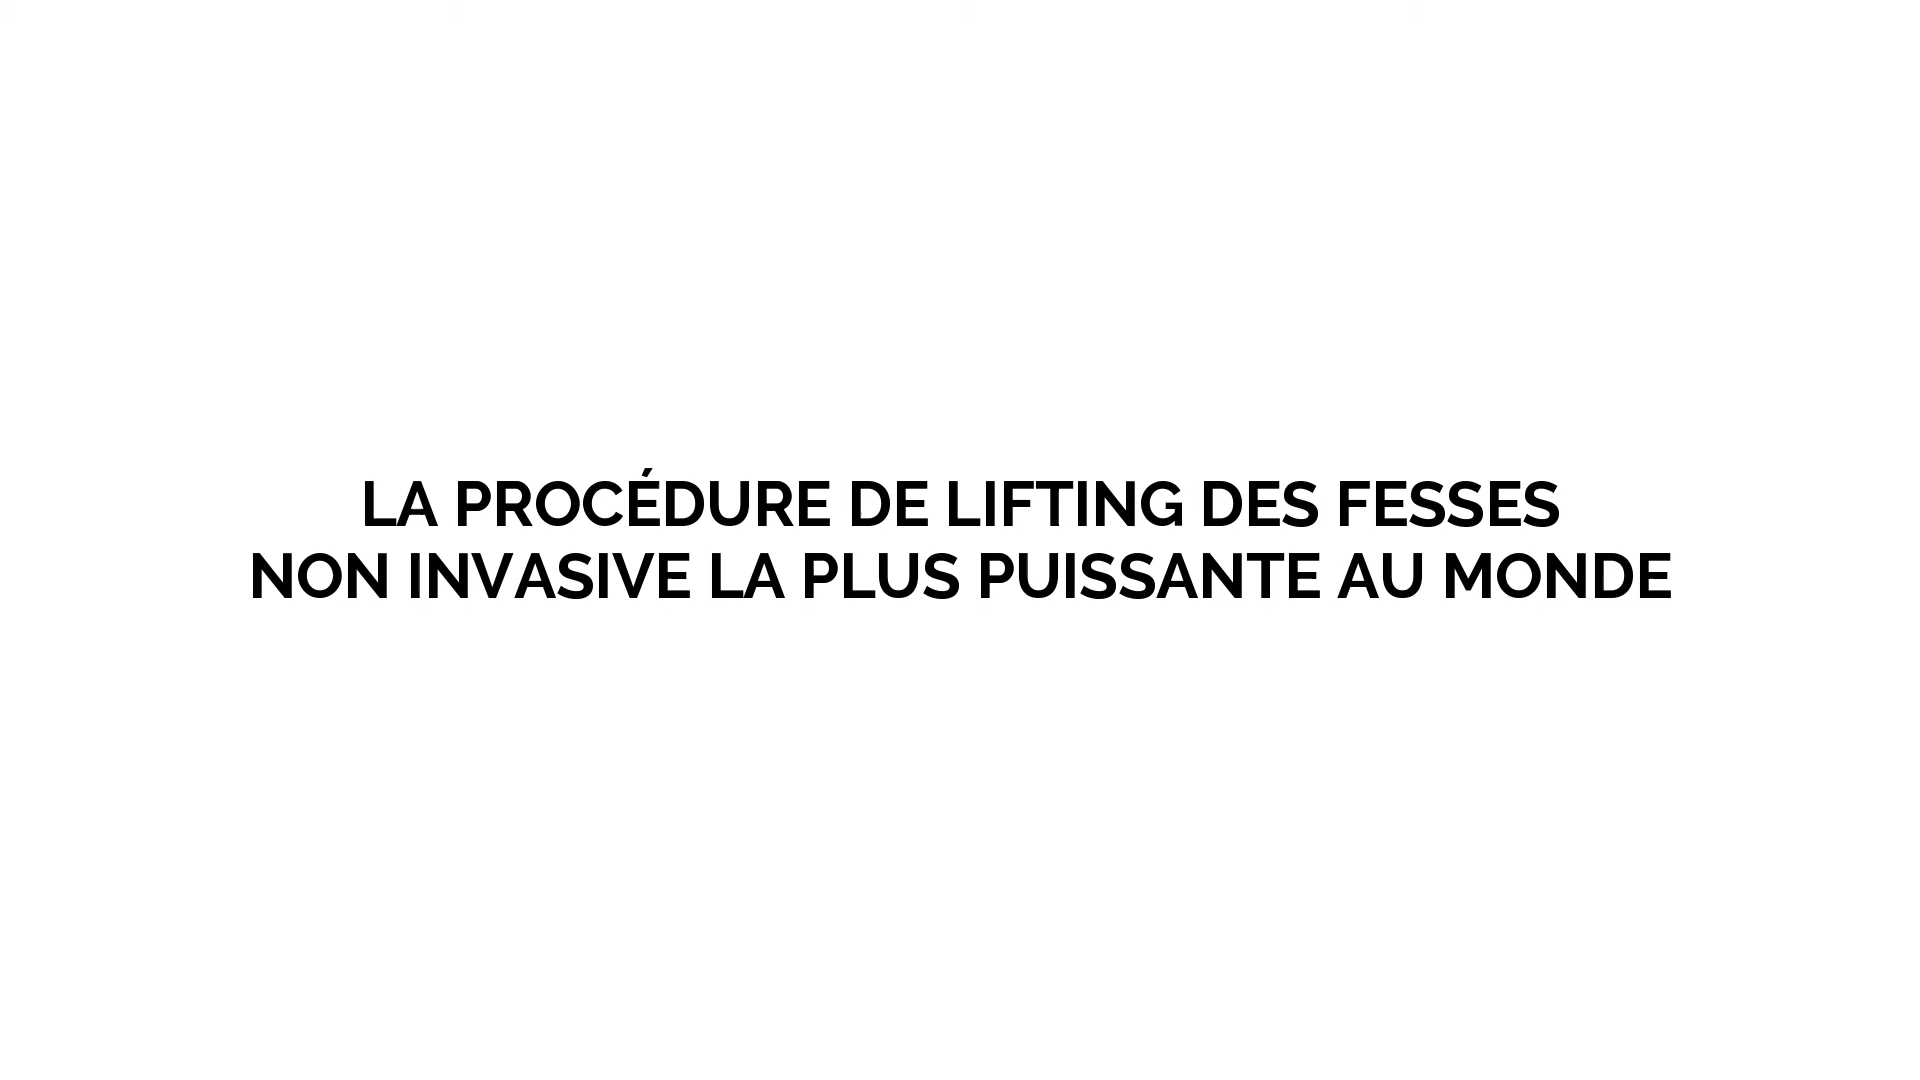 LA PROCÉDURE DE LIFTING DES FESSES
NON INVASIVE LA PLUS PUISSANTE AU MONDE